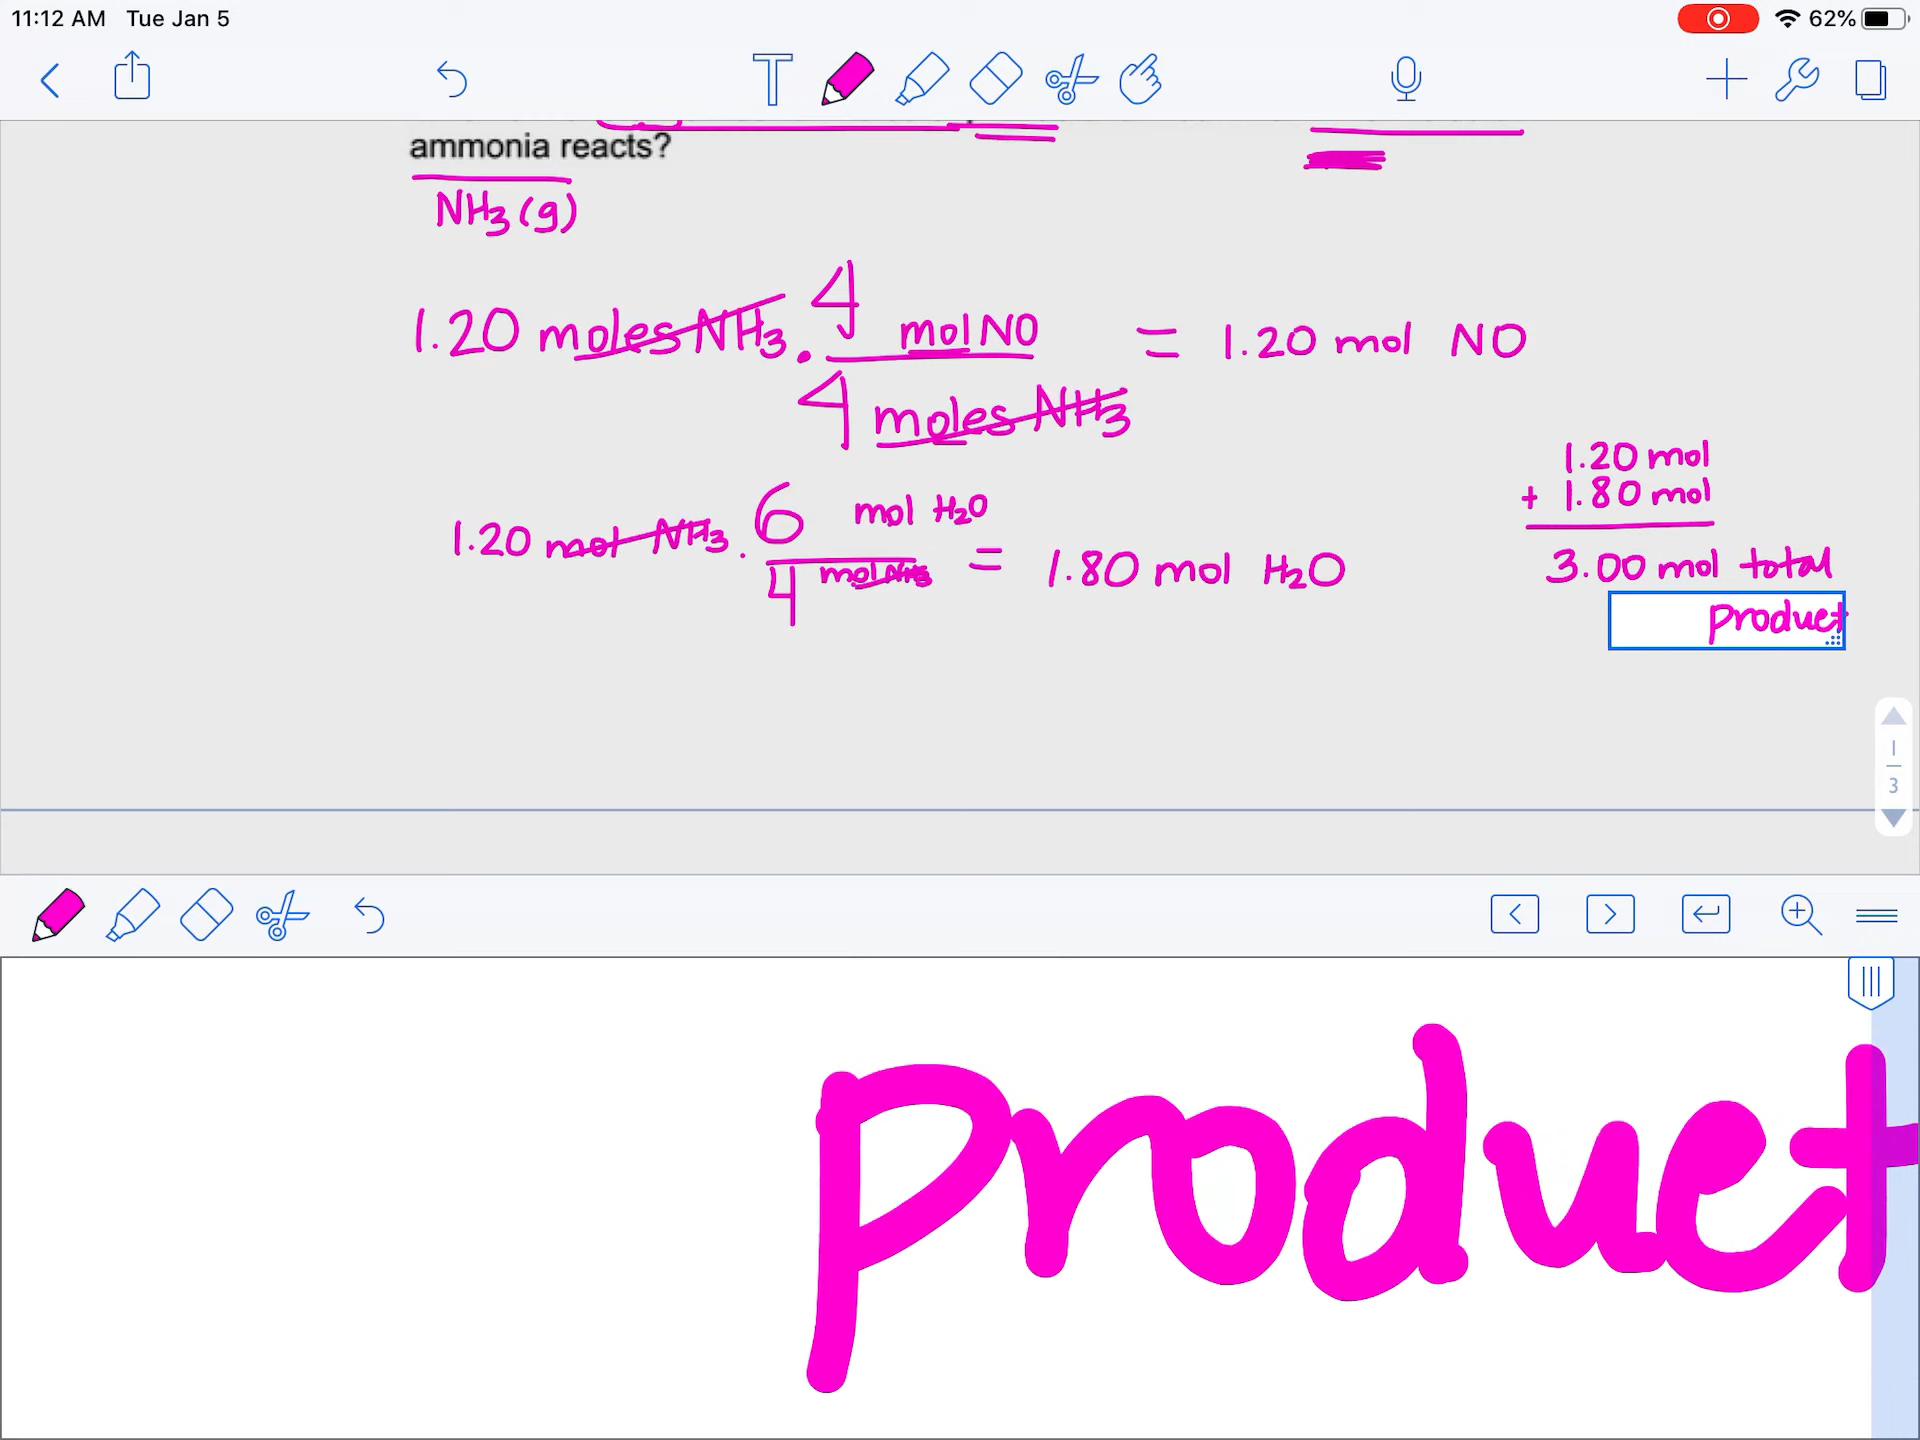 11:12 AM Tue Jan 5
62%
T
ammonia reacts?
NH₃(g)
1.20 moles NH₃ · 4 mol NO = 1.20 mol NO
4 moles NH₃
1.20 mol
+ 1.80 mol
3.00 mol total
product
1.20 mol NH₃ · 6 mol H₂O = 1.80 mol H₂O
4 mol NH₃
1
3
product